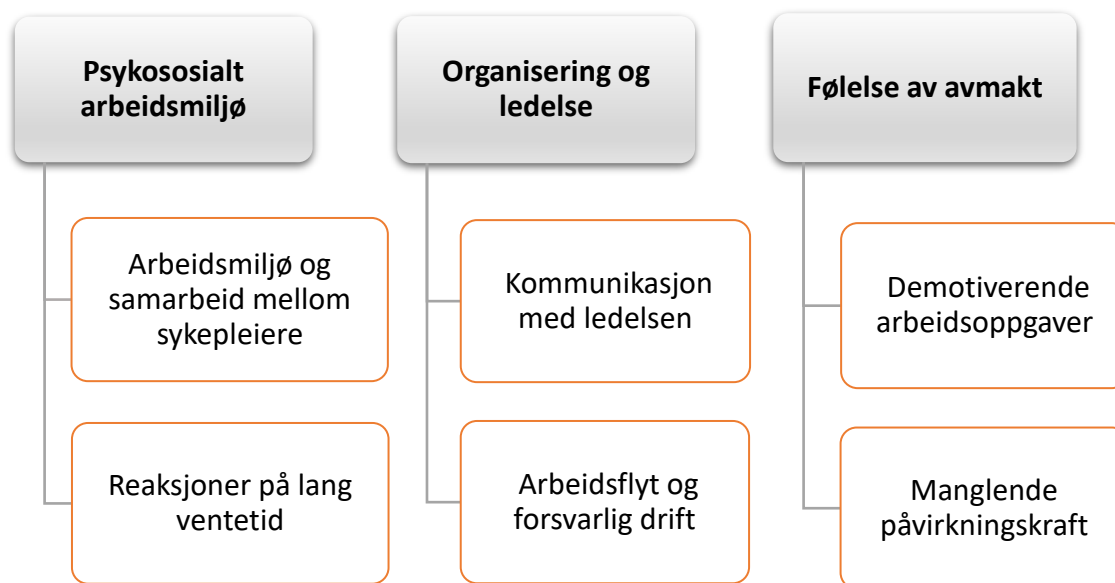 Psykososialt
arbeidsmiljø
Arbeidsmiljø og
samarbeid mellom
sykepleiere
Reaksjoner på lang
ventetid
Organisering og
ledelse
Kommunikasjon
med ledelsen
Arbeidsflyt og
forsvarlig drift
Følelse av avmakt
Demotiverende
arbeidsoppgaver
Manglende
påvirkningskraft